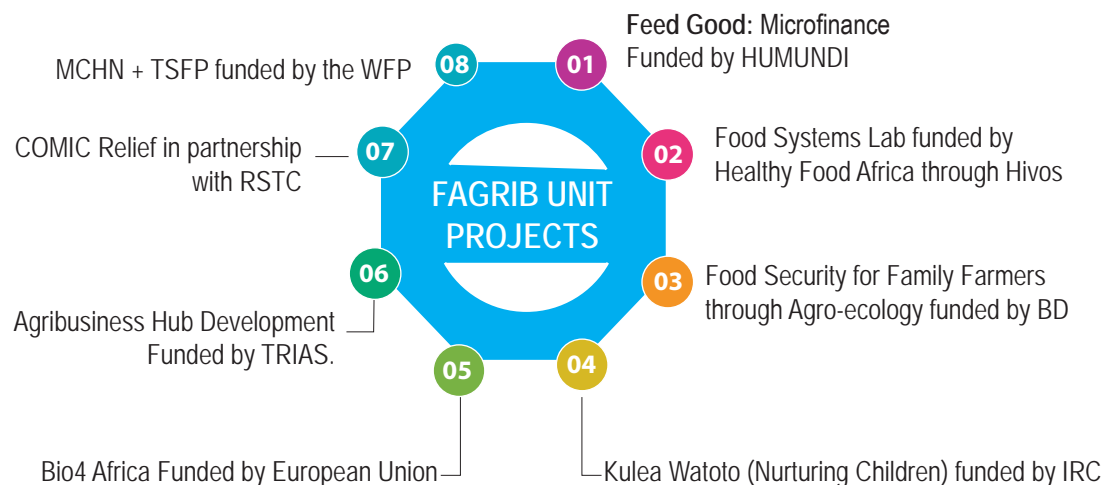 FAGRIB UNIT
PROJECTS
01
Feed Good: Microfinance
Funded by HUMUNDI
02
Food Systems Lab funded by
Healthy Food Africa through Hivos
03
Food Security for Family Farmers
through Agro-ecology funded by BD
04
Kulea Watoto (Nurturing Children) funded by IRC
05
Bio4 Africa Funded by European Union
06
Agribusiness Hub Development
Funded by TRIAS.
07
COMIC Relief in partnership
with RSTC
08
MCHN + TSFP funded by the WFP